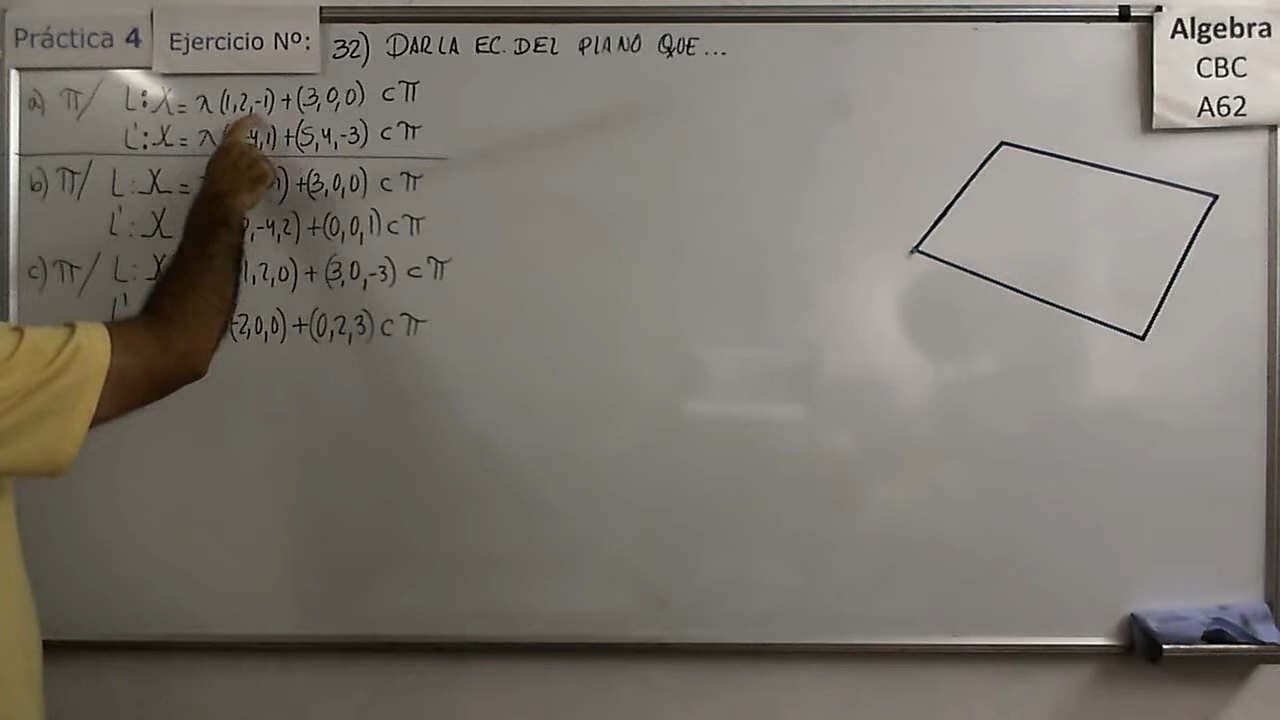 Práctica 4
Ejercicio Nº:
32) DAR LA EC. DEL PLANO QUE...
Algebra
CBC
A62
a) π/ L: X = λ (1,2,-1) + (3,0,0) ⊂ π
L': X = λ 4,1) + (5,4,-3) ⊂ π
b) π/ L: X = ) + (3,0,0) ⊂ π
L': X ,-4,2) + (0,0,1) ⊂ π
c) π/ L: X 1,2,0) + (3,0,-3) ⊂ π
L' -2,0,0) + (0,2,3) ⊂ π